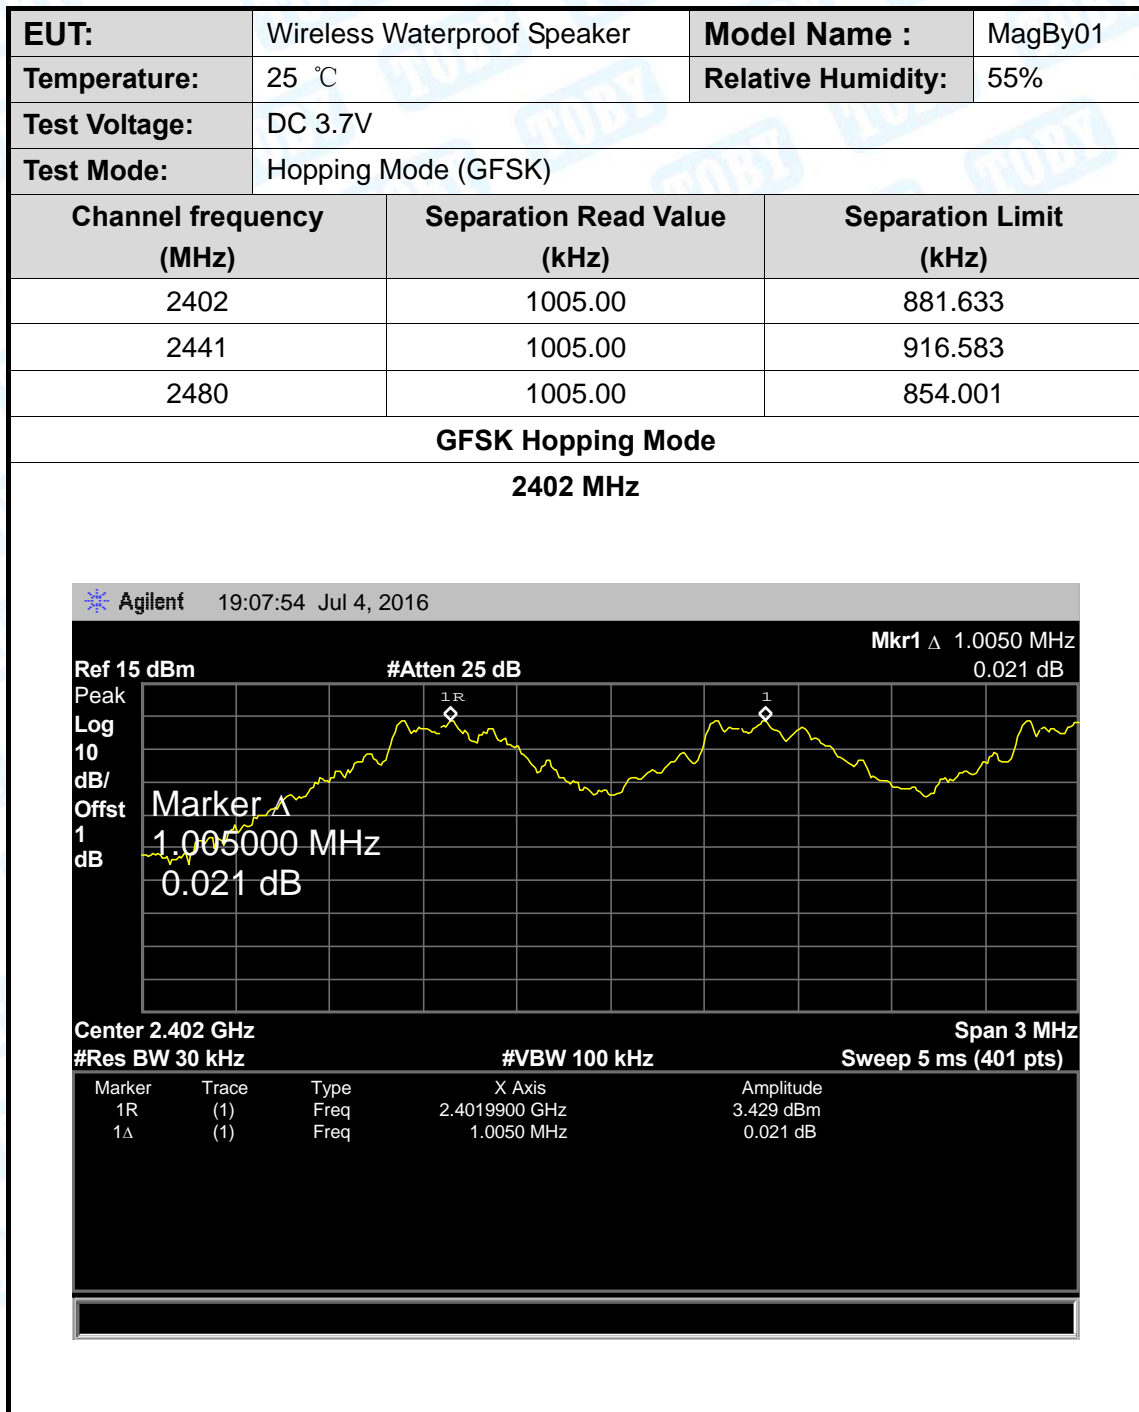 EUT: Wireless Waterproof Speaker Model Name : MagBy01
Temperature: 25 ℃ Relative Humidity: 55%
Test Voltage: DC 3.7V
Test Mode: Hopping Mode (GFSK)
Channel frequency (MHz) Separation Read Value (kHz) Separation Limit (kHz)
2402 1005.00 881.633
2441 1005.00 916.583
2480 1005.00 854.001
GFSK Hopping Mode
2402 MHz
Agilent 19:07:54 Jul 4, 2016
Mkr1 Δ 1.0050 MHz
Ref 15 dBm #Atten 25 dB 0.021 dB
Peak
Log
10
dB/
Offst
1
dB
1R 1
Marker Δ
1.005000 MHz
0.021 dB
Center 2.402 GHz Span 3 MHz
#Res BW 30 kHz #VBW 100 kHz Sweep 5 ms (401 pts)
Marker Trace Type X Axis Amplitude
1R (1) Freq 2.4019900 GHz 3.429 dBm
1Δ (1) Freq 1.0050 MHz 0.021 dB
TOBY